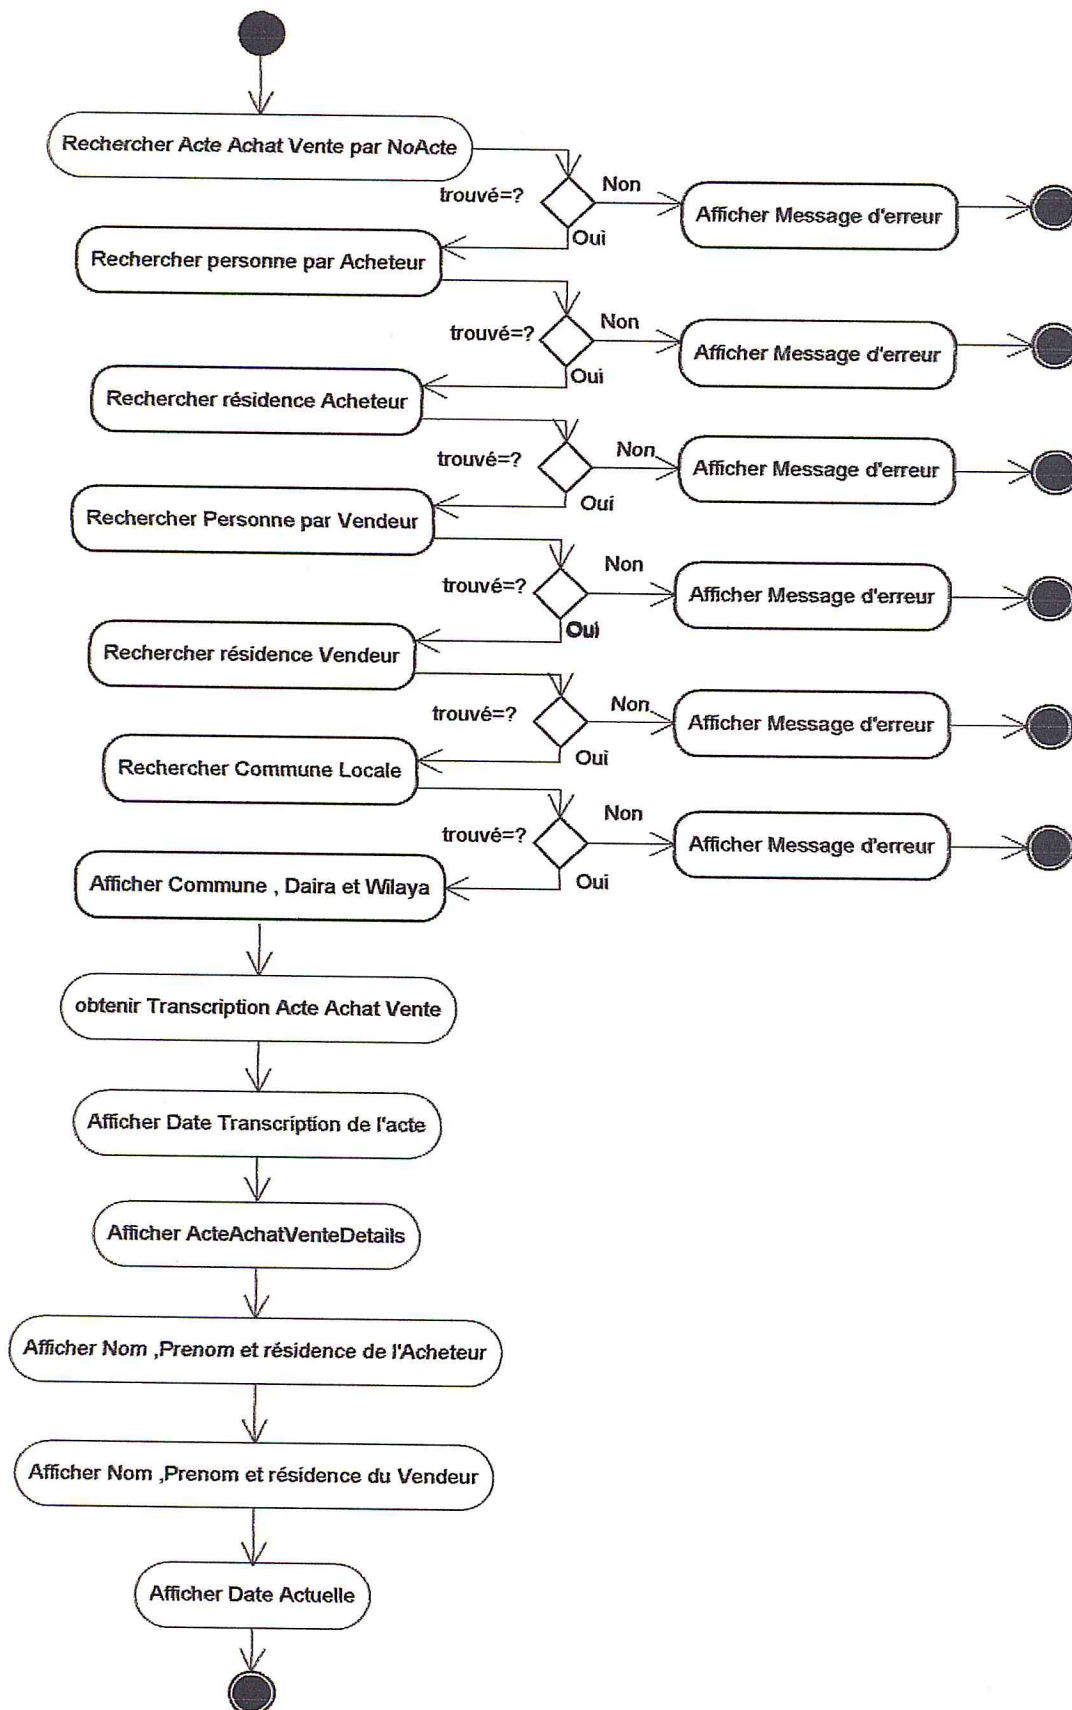 Rechercher Acte Achat Vente par NoActe
trouvé=?
Non
Afficher Message d'erreur
Oui
Rechercher personne par Acheteur
trouvé=?
Non
Afficher Message d'erreur
Oui
Rechercher résidence Acheteur
trouvé=?
Non
Afficher Message d'erreur
Oui
Rechercher Personne par Vendeur
trouvé=?
Non
Afficher Message d'erreur
Oui
Rechercher résidence Vendeur
trouvé=?
Non
Afficher Message d'erreur
Oui
Rechercher Commune Locale
trouvé=?
Non
Afficher Message d'erreur
Oui
Afficher Commune , Daira et Wilaya
obtenir Transcription Acte Achat Vente
Afficher Date Transcription de l'acte
Afficher ActeAchatVenteDetails
Afficher Nom ,Prenom et résidence de l'Acheteur
Afficher Nom ,Prenom et résidence du Vendeur
Afficher Date Actuelle